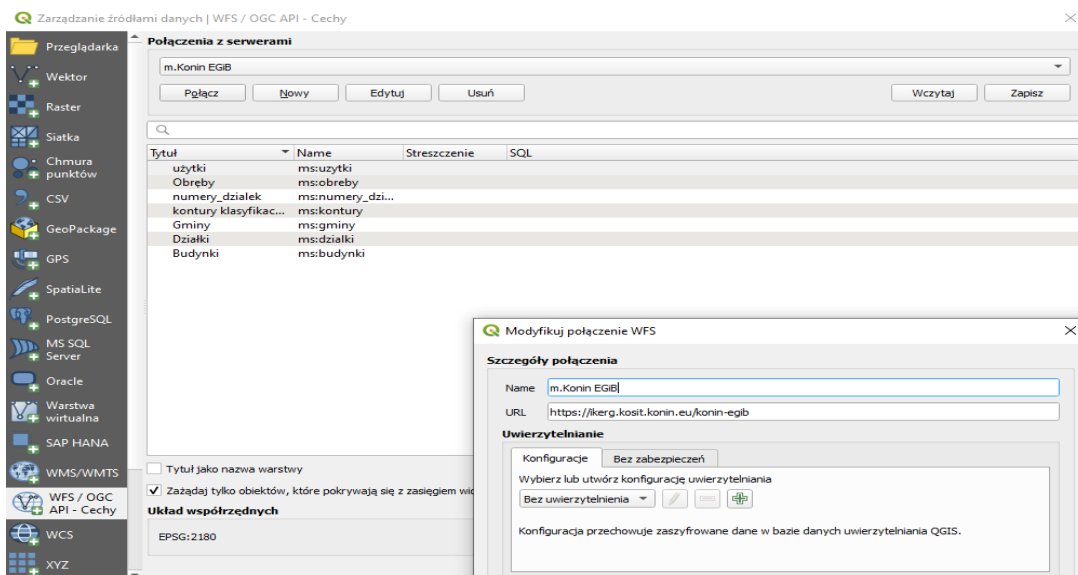 Zarządzanie źródłami danych | WFS / OGC API - Cechy
Przeglądarka
Wektor
Raster
Siatka
Chmura
punktów
CSV
GeoPackage
GPS
SpatiaLite
PostgreSQL
MS SQL
Server
Oracle
Warstwa
wirtualna
SAP HANA
WMS/WMTS
WFS / OGC
API - Cechy
WCS
XYZ
Połączenia z serwerami
m.Konin EGiB
Połącz Nowy Edytuj Usuń Wczytaj Zapisz
Tytuł Name Streszczenie SQL
użytki ms:uzytki
Obręby ms:obreby
numery_dzialek ms:numery_dzi...
kontury klasyfikac... ms:kontury
Gminy ms:gminy
Działki ms:dzialki
Budynki ms:budynki
Tytuł jako nazwa warstwy
Zażądaj tylko obiektów, które pokrywają się z zasięgiem
Układ współrzędnych
EPSG:2180
Modyfikuj połączenie WFS
Szczegóły połączenia
Name m.Konin EGiB
URL https://ikerg.kosit.konin.eu/konin-egib
Uwierzytelnianie
Konfiguracje Bez zabezpieczeń
Wybierz lub utwórz konfigurację uwierzytelniania
Bez uwierzytelnienia
Konfiguracja przechowuje zaszyfrowane dane w bazie danych uwierzytelniania QGIS.